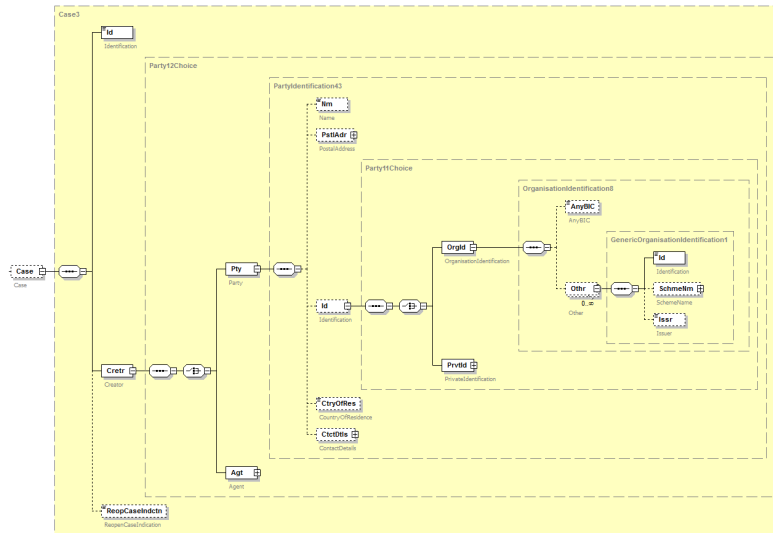 Case3
Id
Identification
Party12Choice
PartyIdentification43
Nm
Name
PstlAdr
PostalAddress
Party11Choice
OrganisationIdentification8
AnyBIC
AnyBIC
GenericOrganisationIdentification1
OrgId
OrganisationIdentification
Id
Identification
Case
Case
Pty
Party
Othr
0..∞
Other
SchmeNm
SchemeName
Id
Identification
Issr
Issuer
Cretr
Creator
PrvtId
PrivateIdentification
CtryOfRes
CountryOfResidence
CtctDtls
ContactDetails
Agt
Agent
ReopCaseIndctn
ReopenCaseIndication